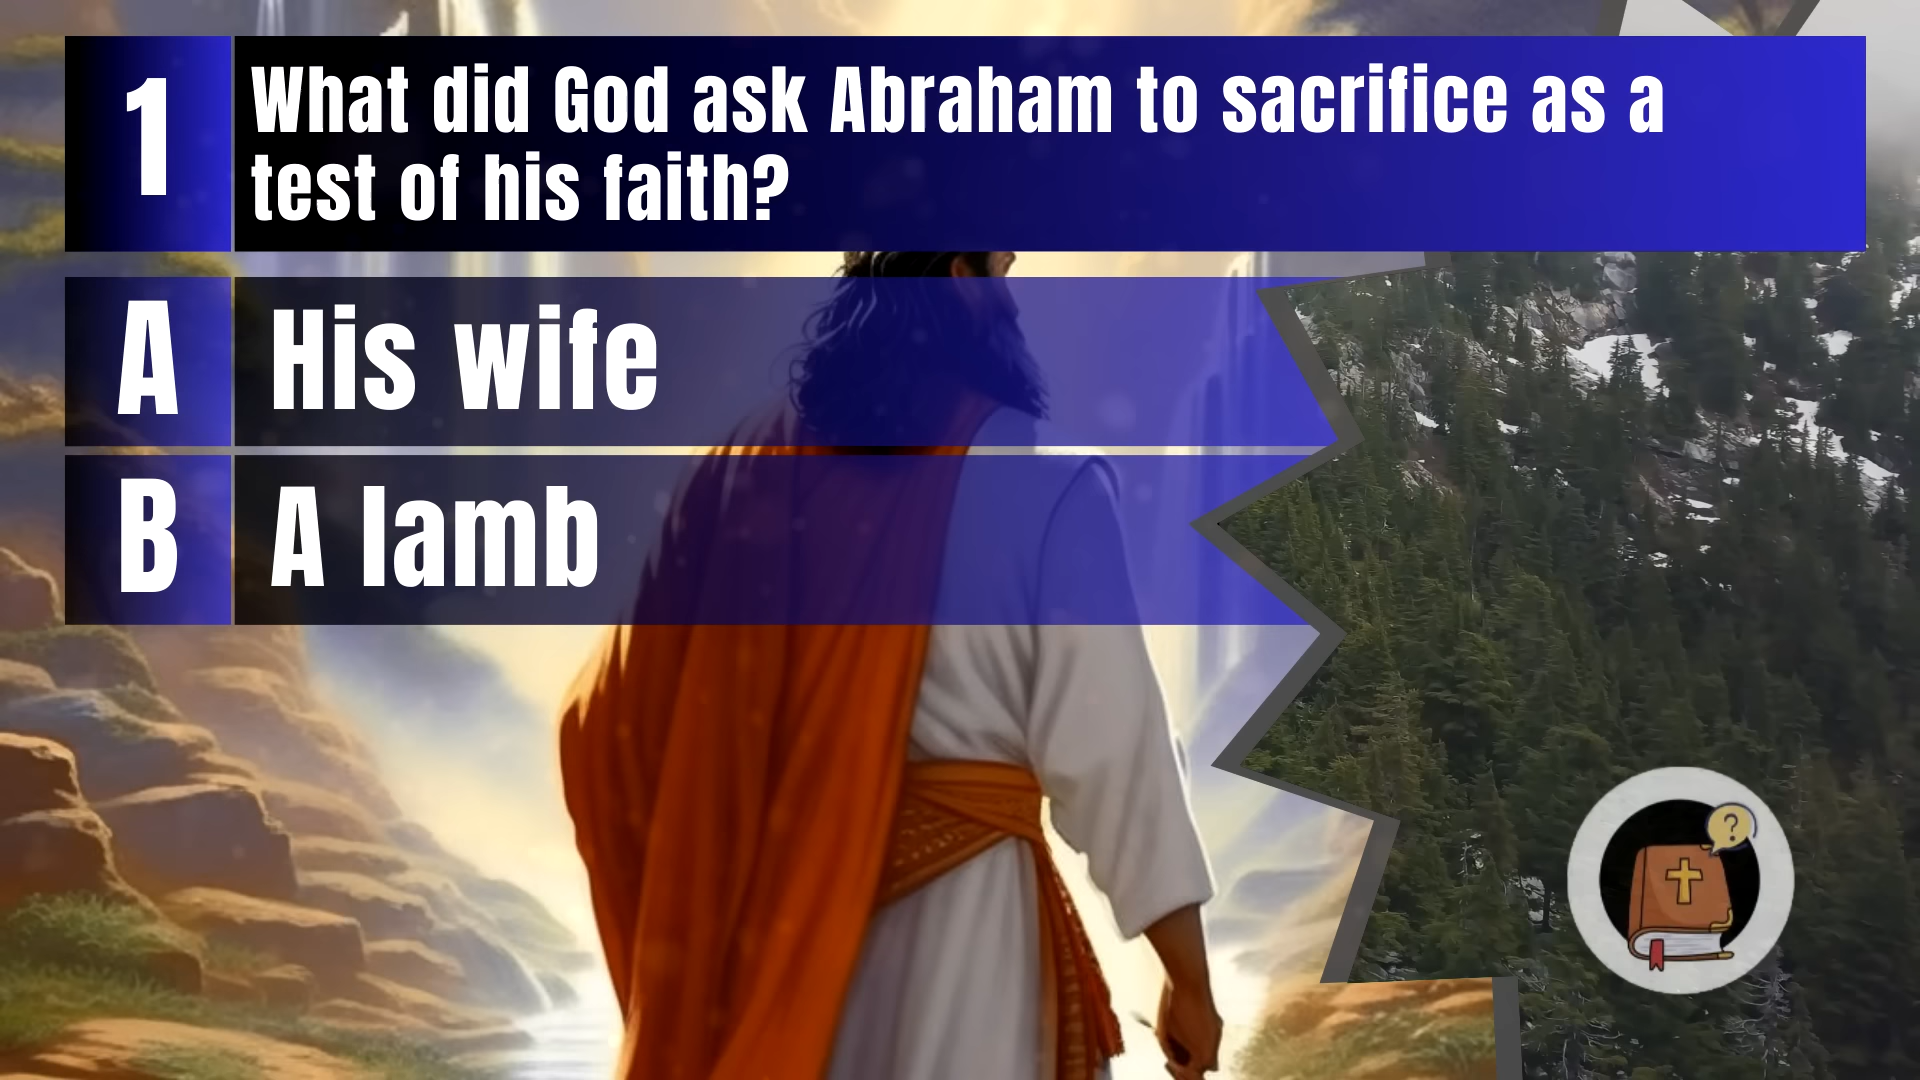 1
What did God ask Abraham to sacrifice as a
test of his faith?
A
His wife
B
A lamb
?